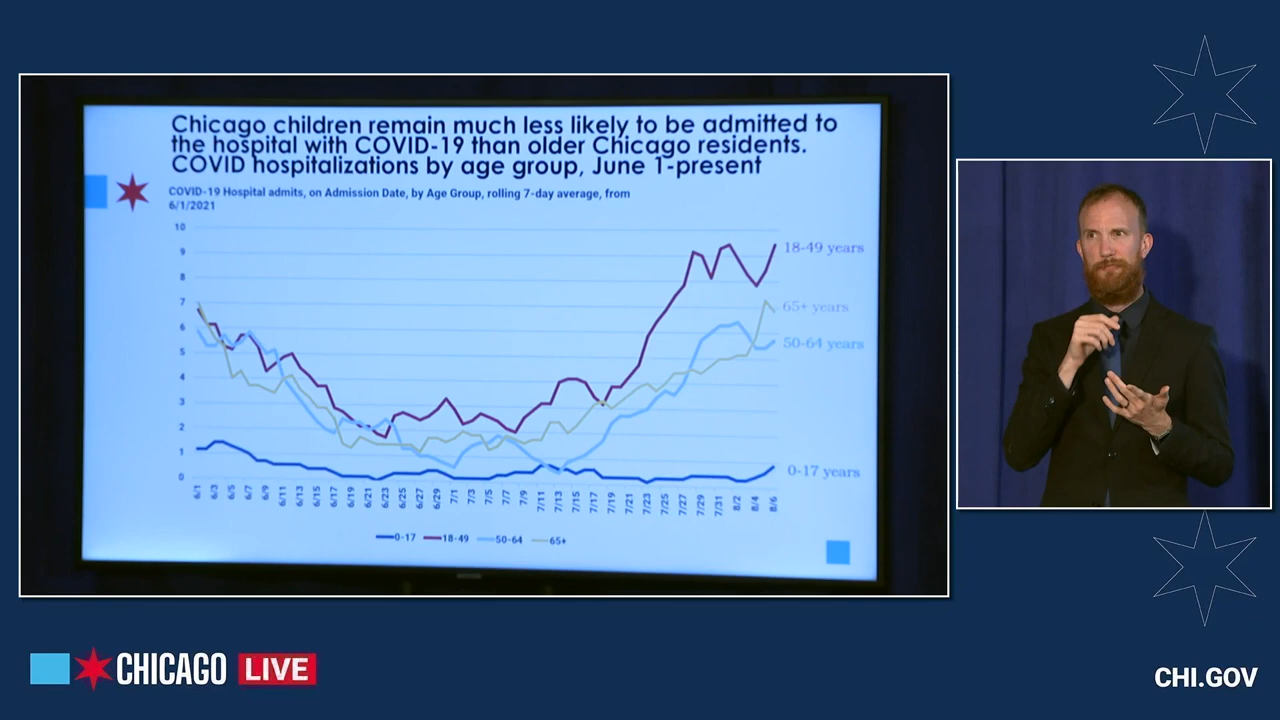 Chicago children remain much less likely to be admitted to
the hospital with COVID-19 than older Chicago residents.
COVID hospitalizations by age group, June 1-present
COVID-19 Hospital admits, on Admission Date, by Age Group, rolling 7-day average, from
6/1/2021
10
9
8
7
6
5
4
3
2
1
0
18-49 years
65+ years
50-64 years
0-17 years
6/1 6/3 6/5 6/7 6/9 6/11 6/13 6/15 6/17 6/19 6/21 6/23 6/25 6/27 6/29 7/1 7/3 7/5 7/7 7/9 7/11 7/13 7/15 7/17 7/19 7/21 7/23 7/25 7/27 7/29 7/31 8/2 8/4 8/6
0-17 18-49 50-64 65+
CHICAGO LIVE
CHI.GOV